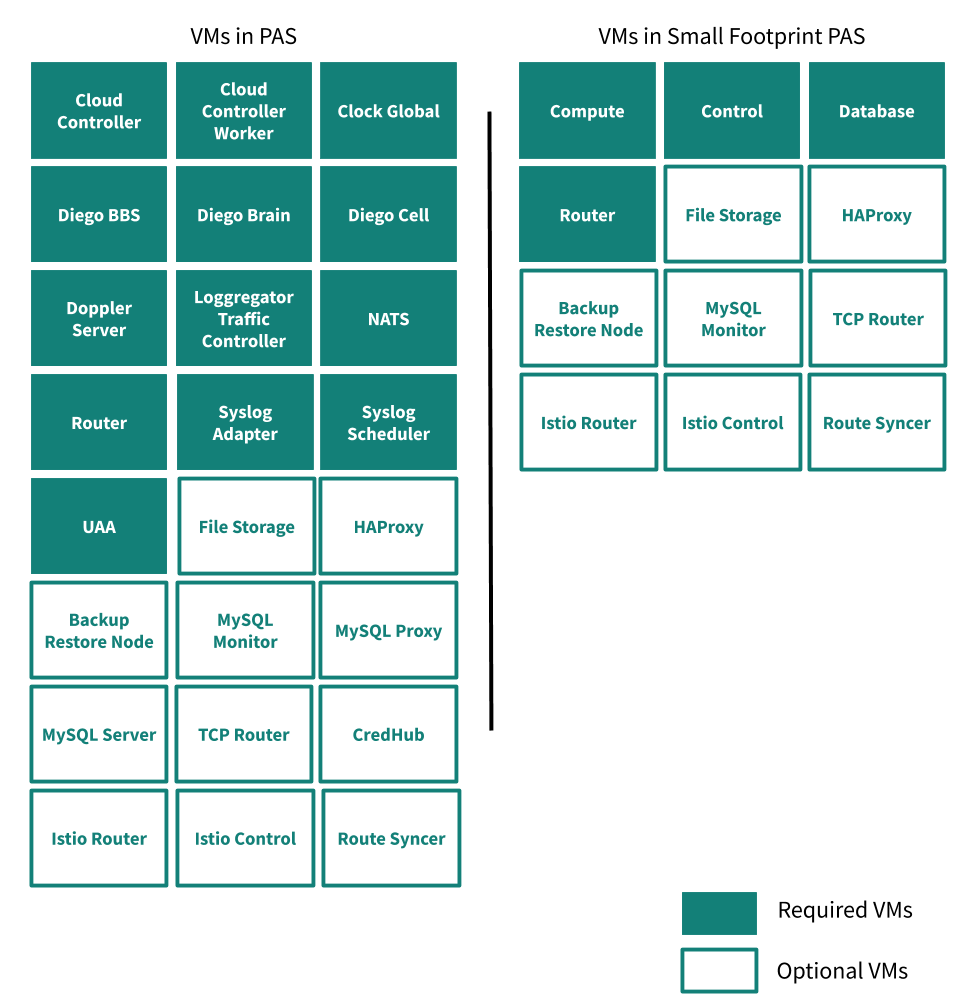 VMs in PAS
Cloud
Controller
Cloud
Controller
Worker
Clock Global
Diego BBS
Diego Brain
Diego Cell
Doppler
Server
Loggregator
Traffic
Controller
NATS
Router
Syslog
Adapter
Syslog
Scheduler
UAA
File Storage
HAProxy
Backup
Restore Node
MySQL
Monitor
MySQL Proxy
MySQL Server
TCP Router
CredHub
Istio Router
Istio Control
Route Syncer
VMs in Small Footprint PAS
Compute
Control
Database
Router
File Storage
HAProxy
Backup
Restore Node
MySQL
Monitor
TCP Router
Istio Router
Istio Control
Route Syncer
Required VMs
Optional VMs